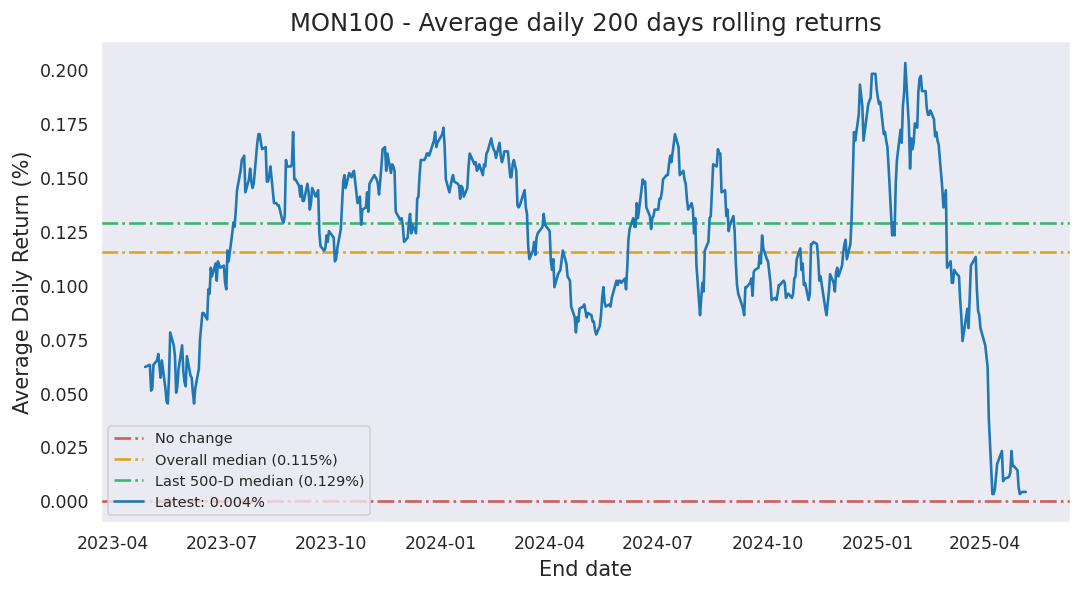 MON100 - Average daily 200 days rolling returns
Average Daily Return (%)
0.200
0.175
0.150
0.125
0.100
0.075
0.050
0.025
0.000
No change
Overall median (0.115%)
Last 500-D median (0.129%)
Latest: 0.004%
2023-04 2023-07 2023-10 2024-01 2024-04 2024-07 2024-10 2025-01 2025-04
End date